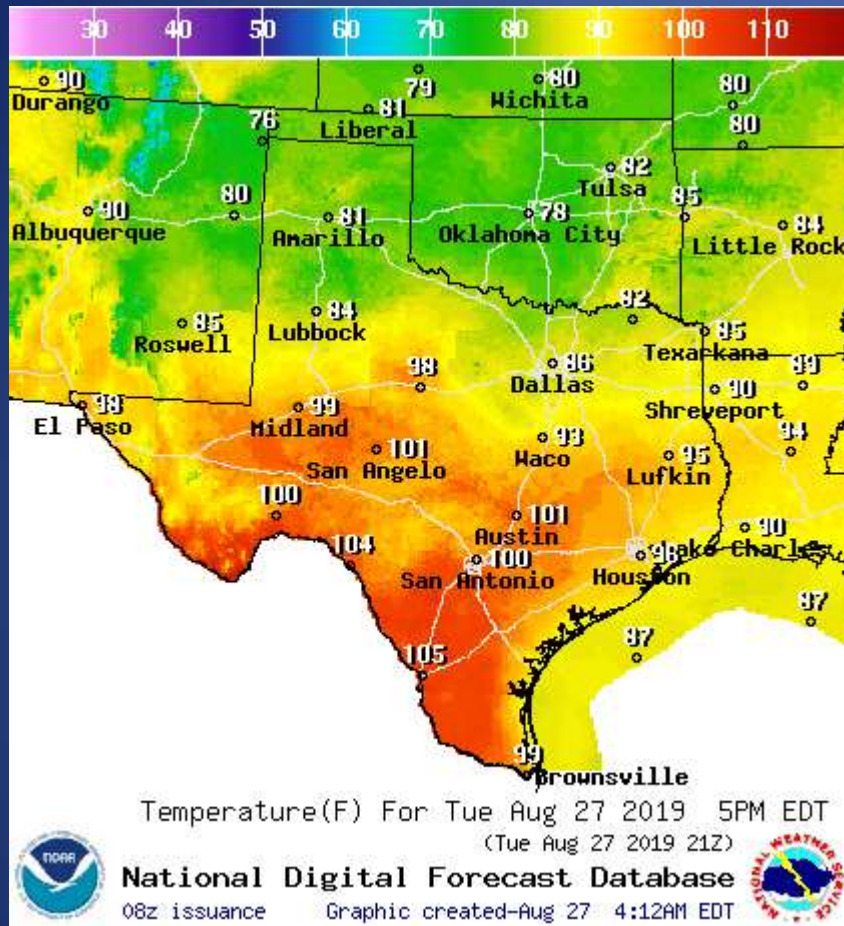 30 40 50 60 70 80 90 100 110
90
Durango
79
80
Wichita
81
Liberal
80
76
80
82
Tulsa
90
Albuquerque
80
81
Amarillo
78
Oklahoma City
85
84
Little Rock
85
Roswell
84
Lubbock
82
85
Texarkana
86
Dallas
98
89
90
Shreveport
98
El Paso
99
Midland
101
San Angelo
93
Waco
95
Lufkin
94
100
101
Austin
90
Lake Charles
104
100
San Antonio
96
Houston
87
87
105
99
Brownsville
Temperature(F) For Tue Aug 27 2019 5PM EDT
(Tue Aug 27 2019 21Z)
NOAA
National Digital Forecast Database
08z issuance Graphic created-Aug 27 4:12AM EDT
NATIONAL WEATHER SERVICE